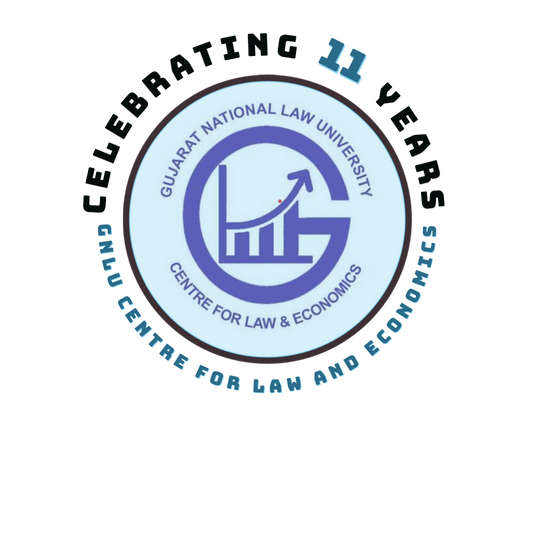 CELEBRATING 11 YEARS
GUJARAT NATIONAL LAW UNIVERSITY
CENTRE FOR LAW & ECONOMICS
GNLU CENTRE FOR LAW AND ECONOMICS